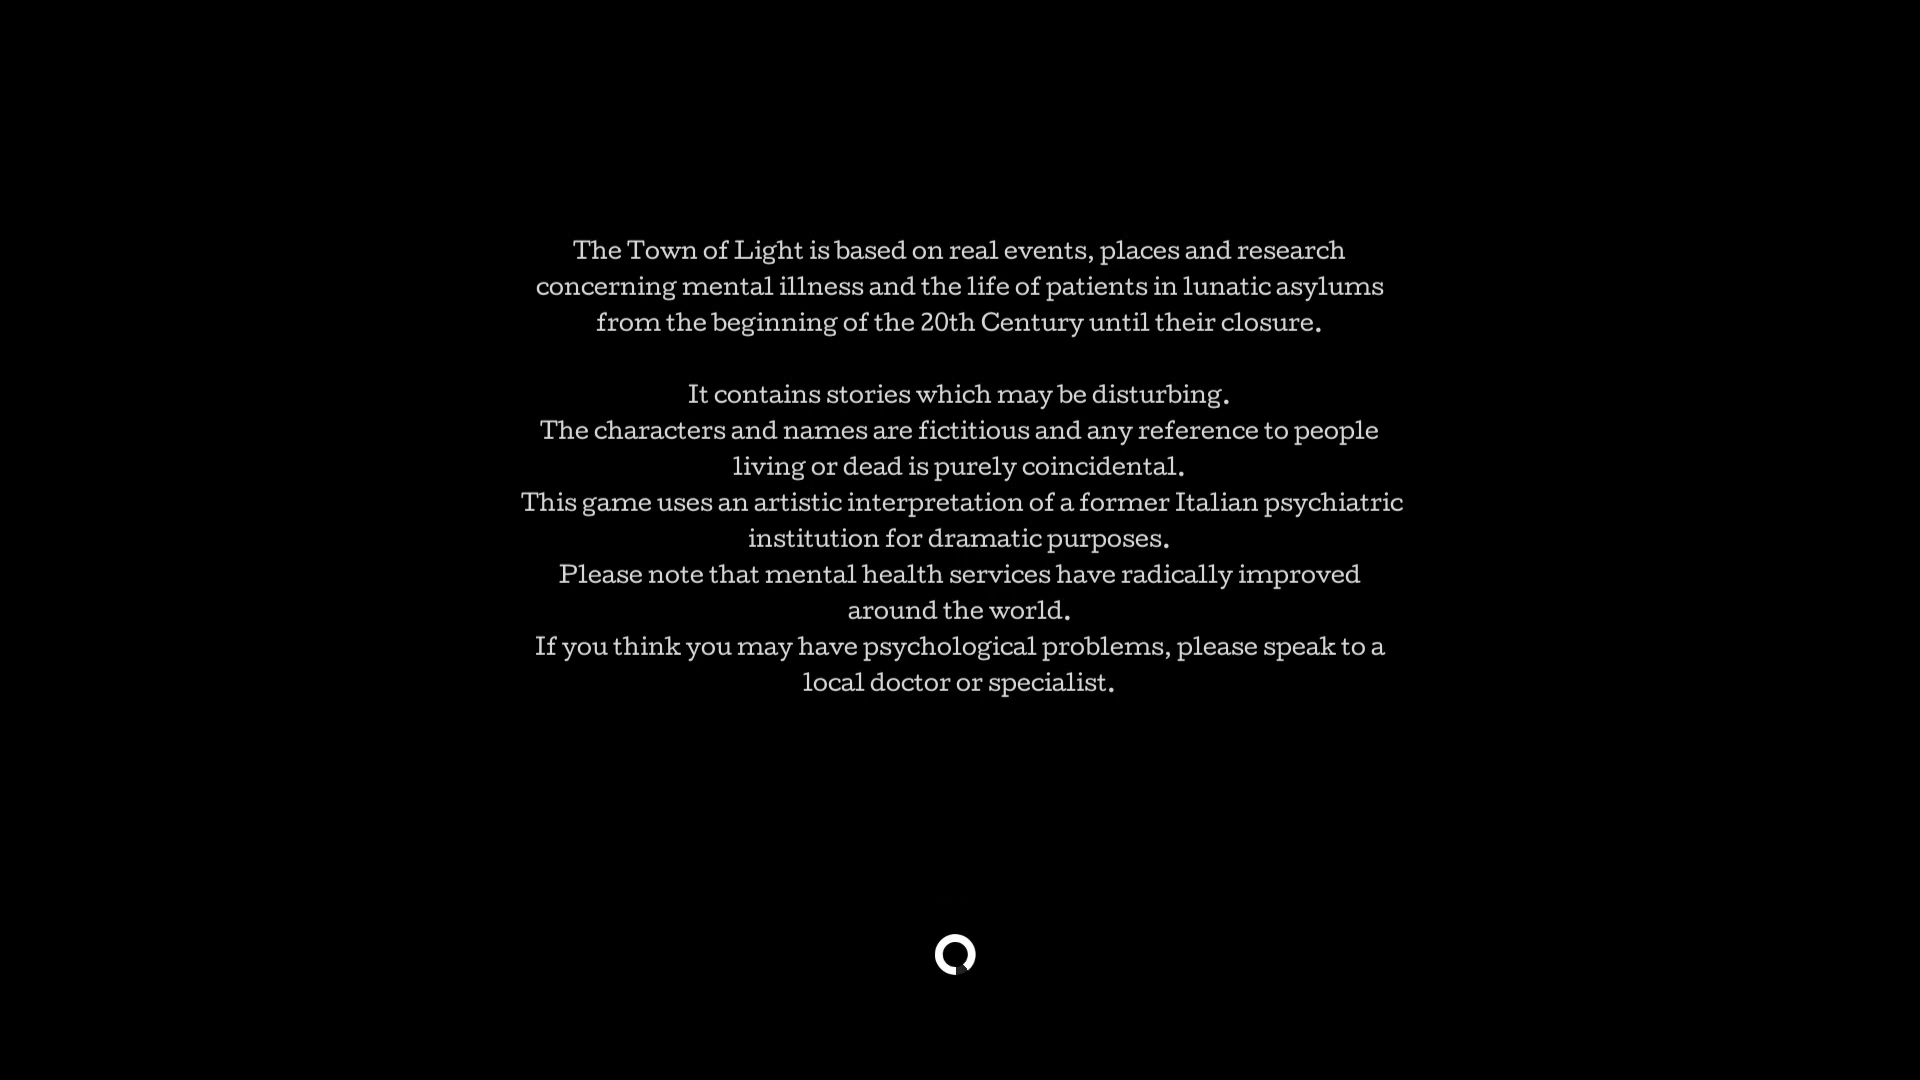 The Town of Light is based on real events, places and research
concerning mental illness and the life of patients in lunatic asylums
from the beginning of the 20th Century until their closure.
It contains stories which may be disturbing.
The characters and names are fictitious and any reference to people
living or dead is purely coincidental.
This game uses an artistic interpretation of a former Italian psychiatric
institution for dramatic purposes.
Please note that mental health services have radically improved
around the world.
If you think you may have psychological problems, please speak to a
local doctor or specialist.